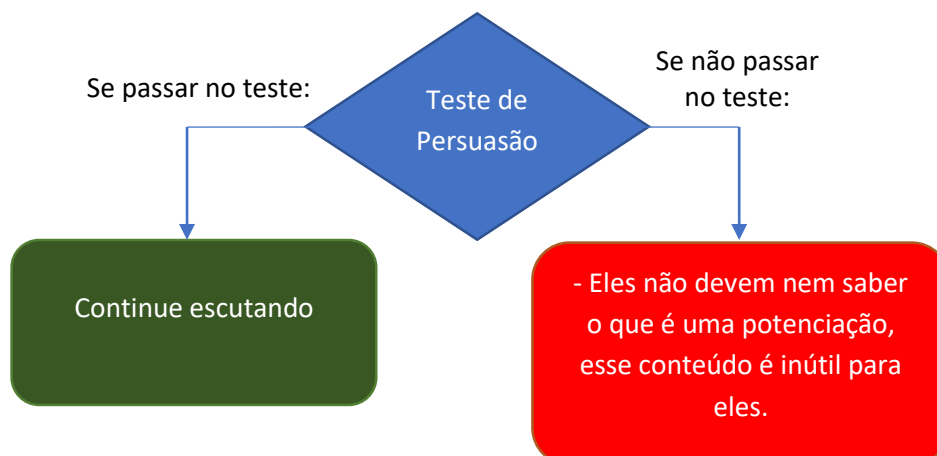 Se passar no teste:
Teste de
Persuasão
Se não passar
no teste:
Continue escutando
- Eles não devem nem saber
o que é uma potenciação,
esse conteúdo é inútil para
eles.